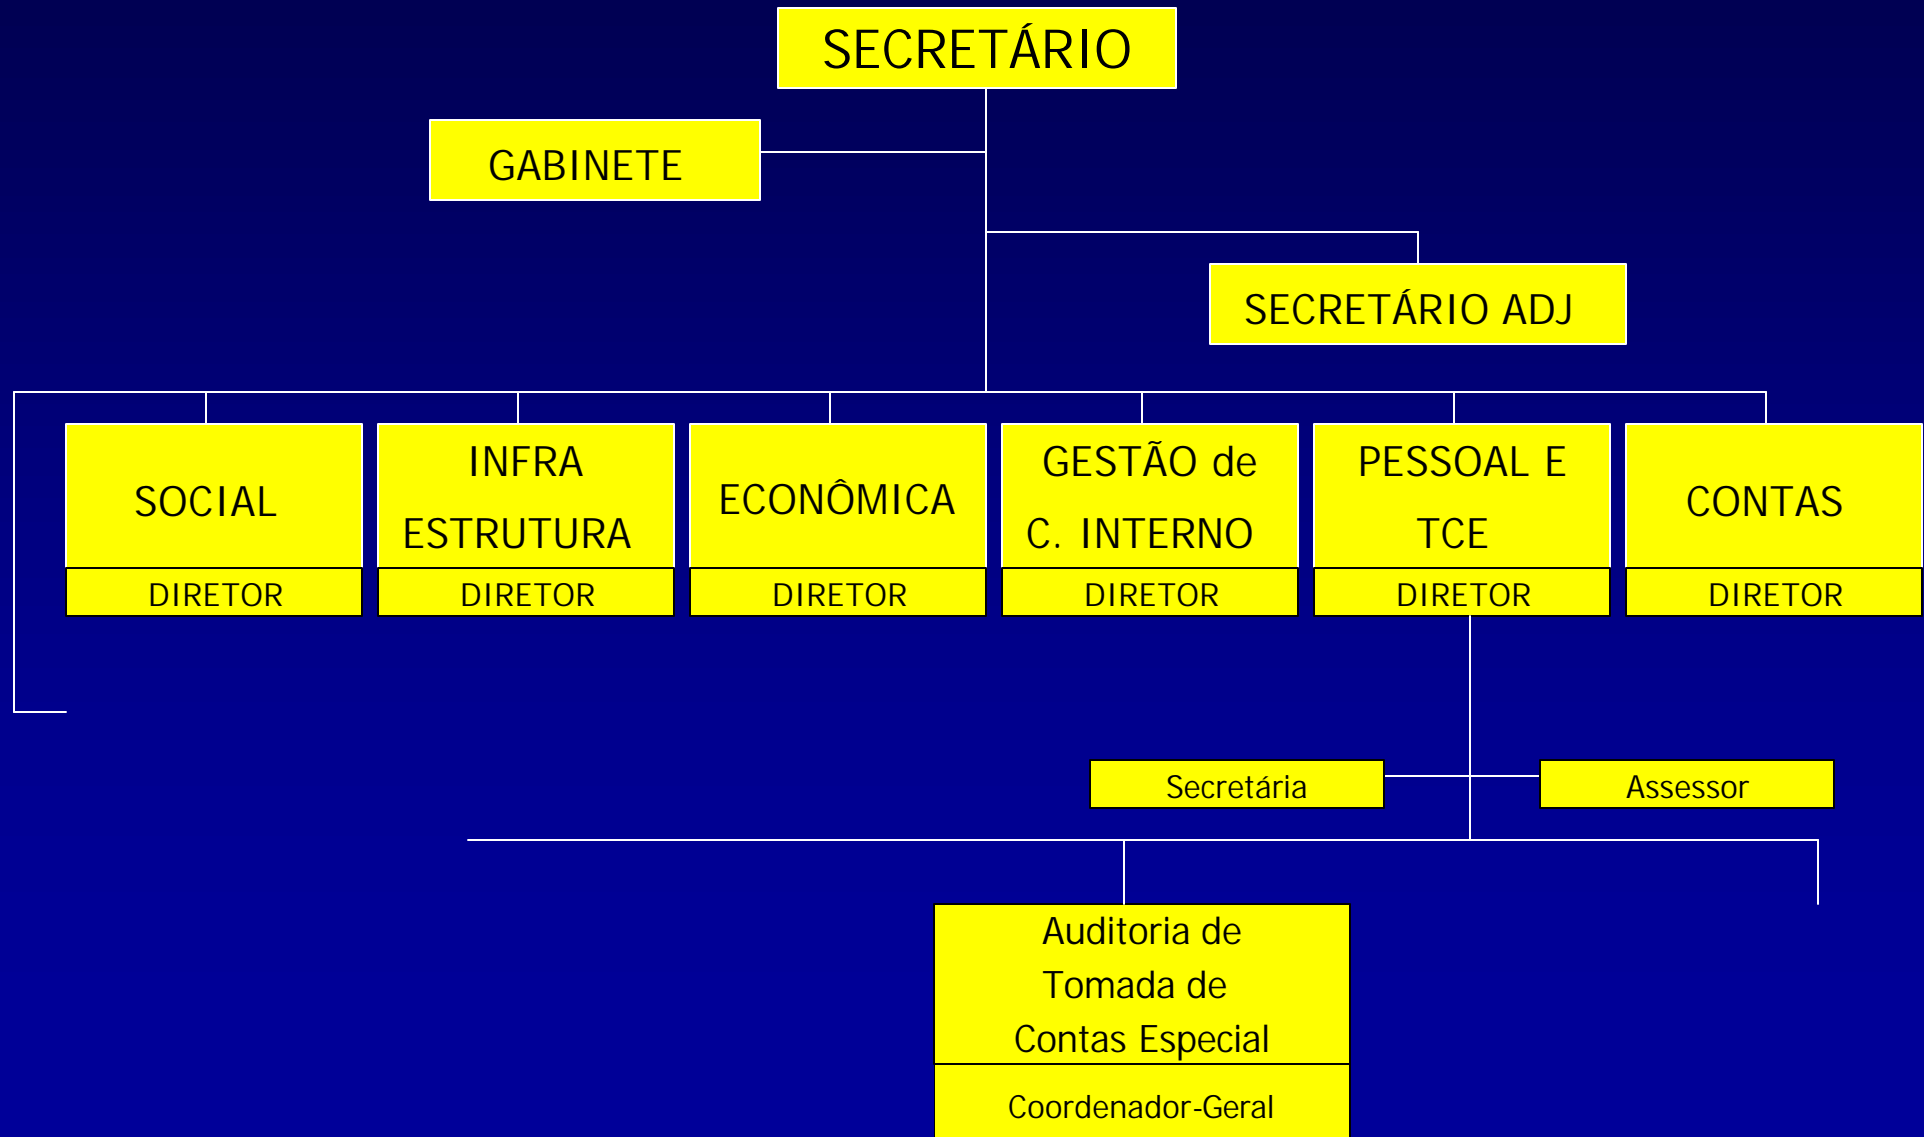 SECRETÁRIO
GABINETE
SECRETÁRIO ADJ
SOCIAL
DIRETOR
INFRA
ESTRUTURA
DIRETOR
ECONÔMICA
DIRETOR
GESTÃO de
C. INTERNO
DIRETOR
PESSOAL E
TCE
DIRETOR
CONTAS
DIRETOR
Secretária
Assessor
Auditoria de
Tomada de
Contas Especial
Coordenador-Geral